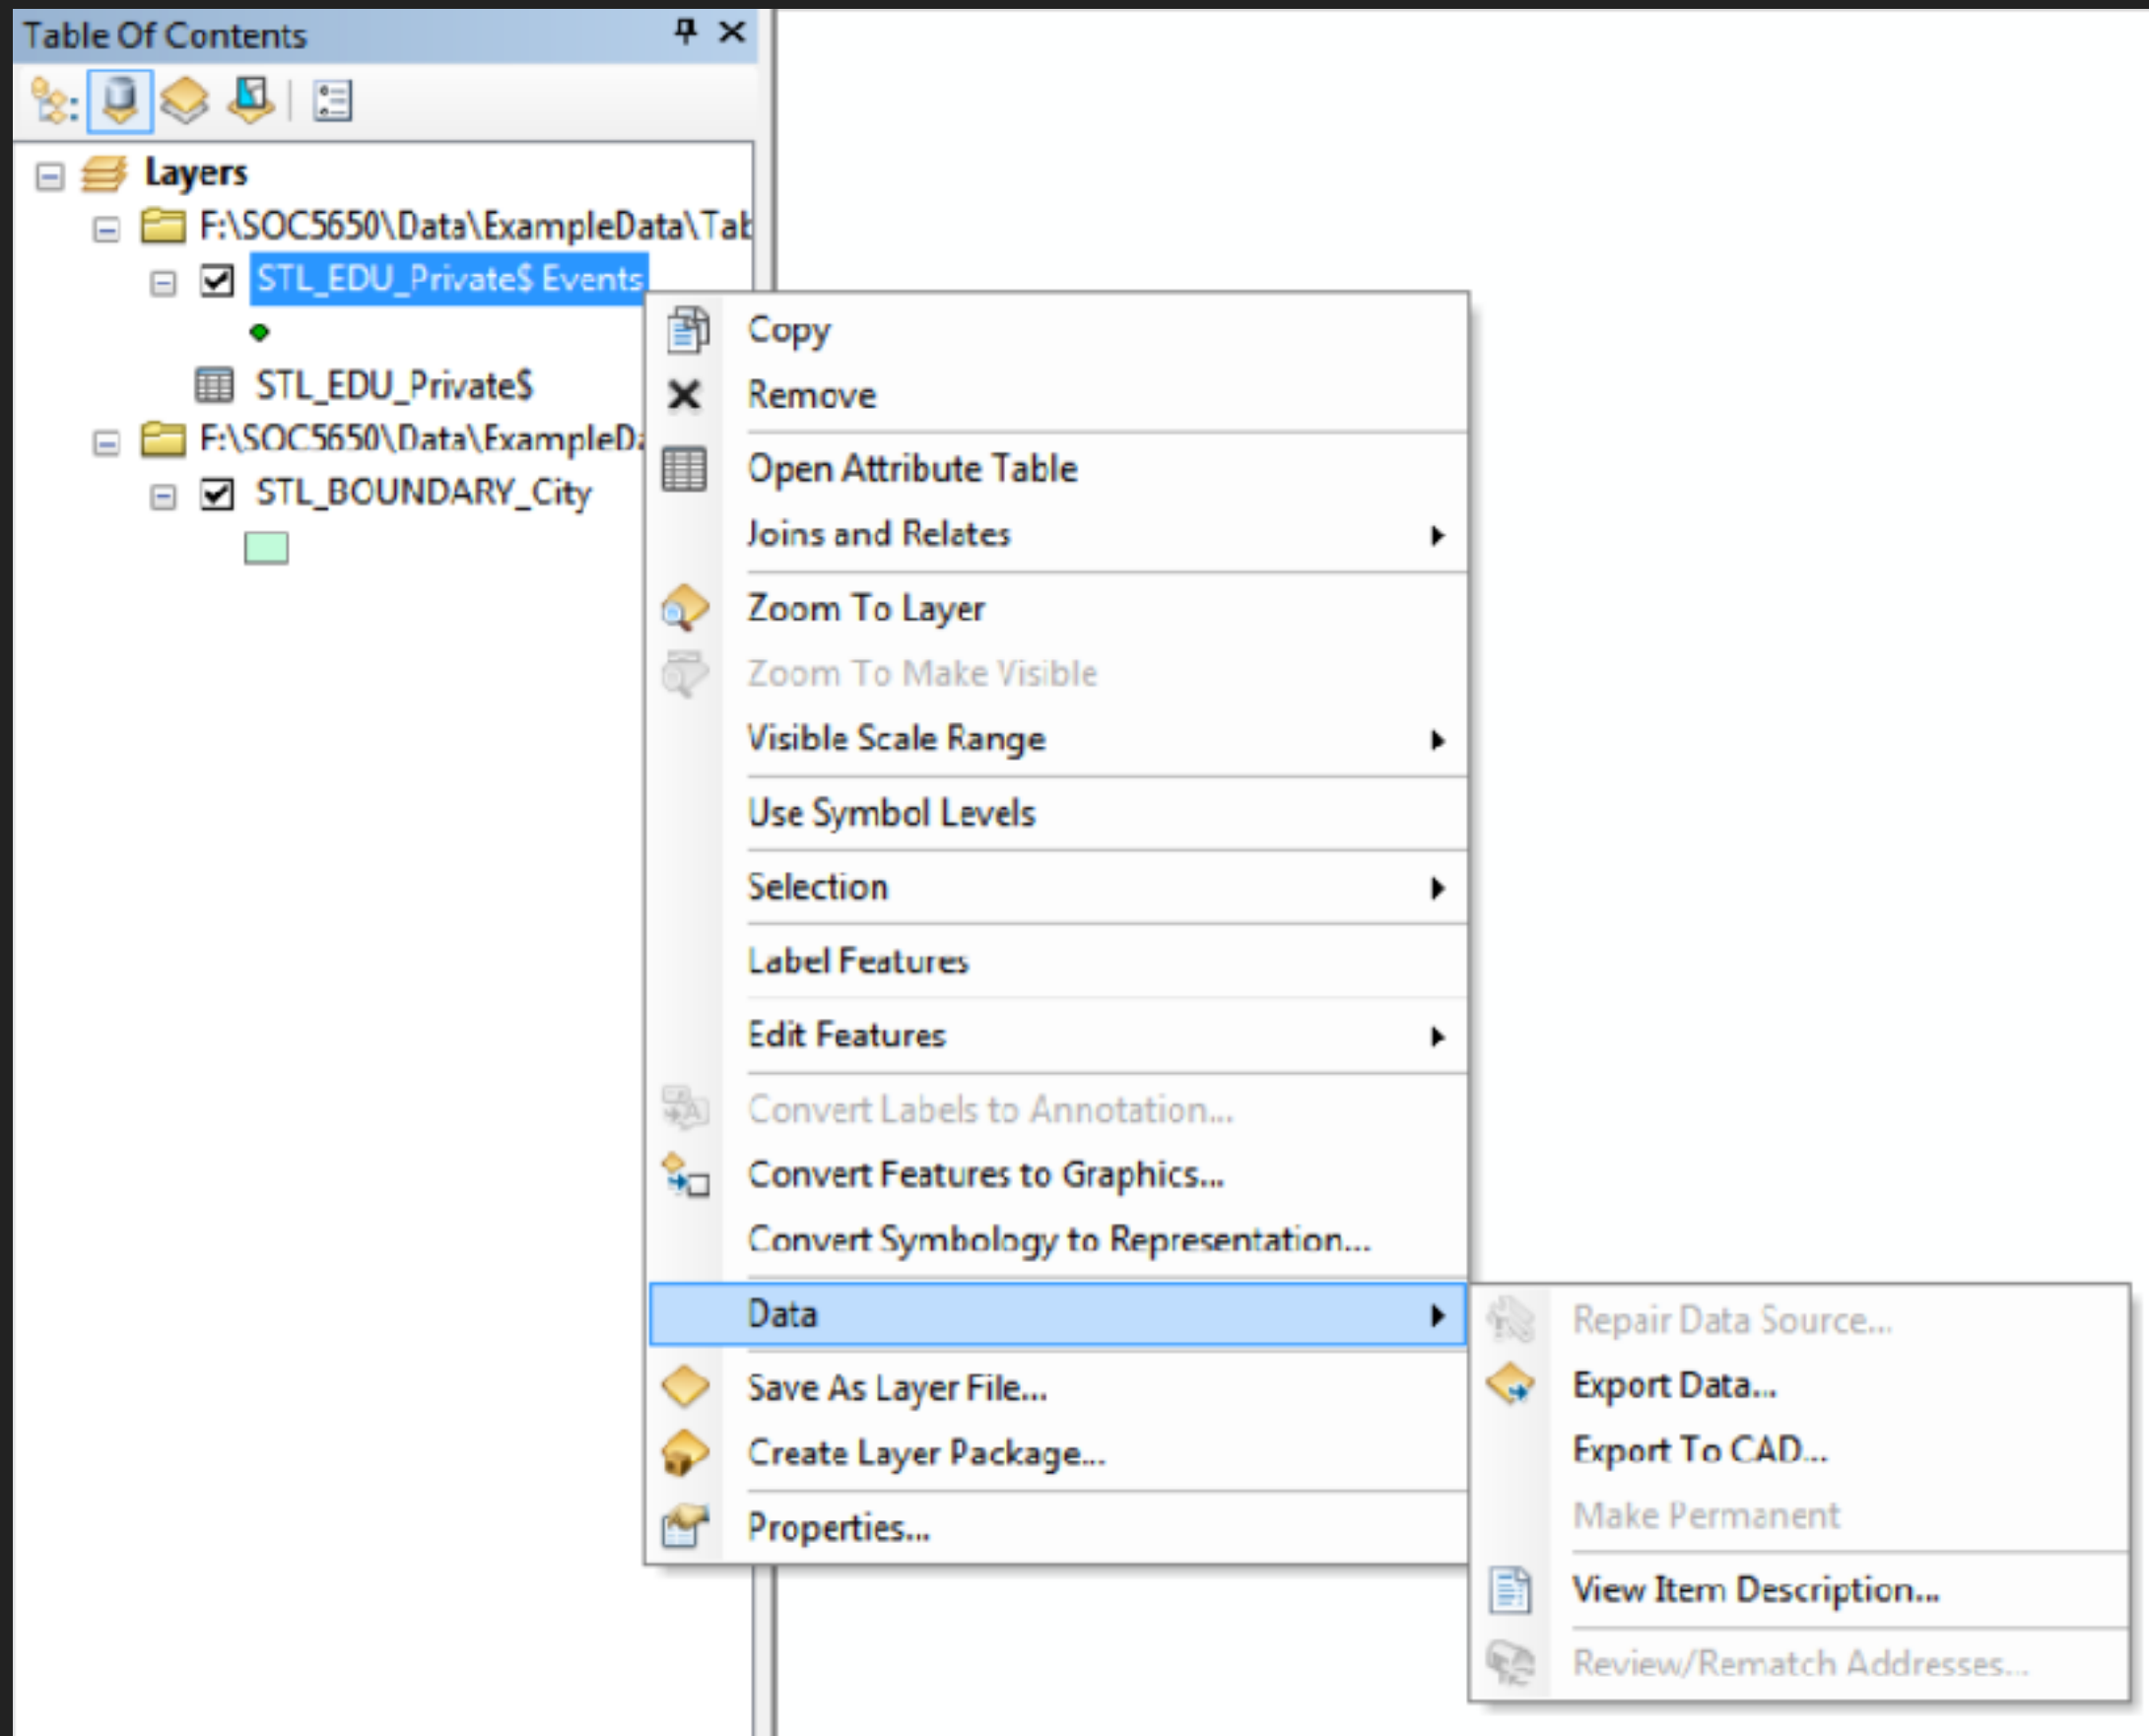 Table Of Contents
Layers
F:\SOC5650\Data\ExampleData\Tab
STL_EDU_Private$ Events
STL_EDU_Private$
F:\SOC5650\Data\ExampleDa
STL_BOUNDARY_City
Copy
Remove
Open Attribute Table
Joins and Relates
Zoom To Layer
Zoom To Make Visible
Visible Scale Range
Use Symbol Levels
Selection
Label Features
Edit Features
Convert Labels to Annotation...
Convert Features to Graphics...
Convert Symbology to Representation...
Data
Save As Layer File...
Create Layer Package...
Properties...
Repair Data Source...
Export Data...
Export To CAD...
Make Permanent
View Item Description...
Review/Rematch Addresses...